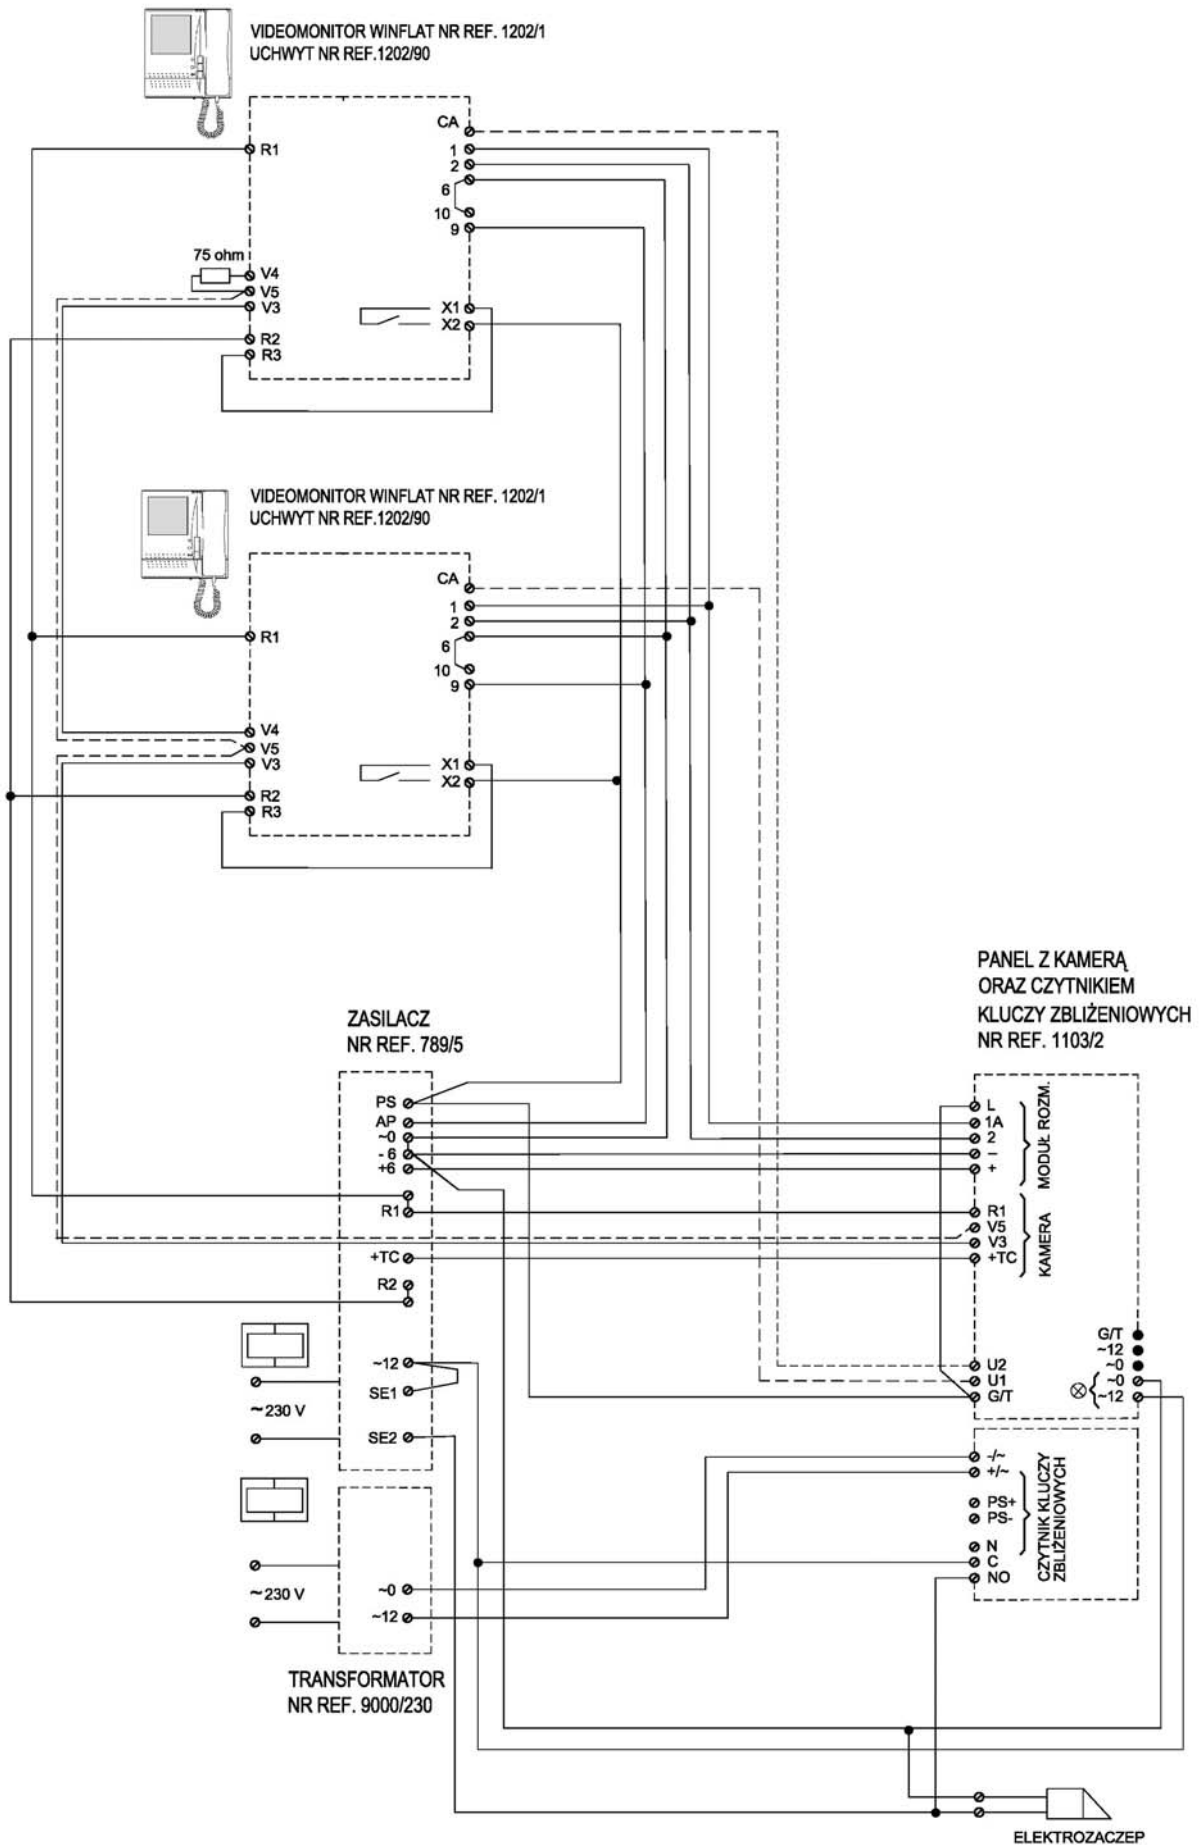 VIDEOMONITOR WINFLAT NR REF. 1202/1
UCHWYT NR REF.1202/90
CA
R1
1
2
6
10
9
75 ohm
V4
V5
V3
X1
X2
R2
R3
VIDEOMONITOR WINFLAT NR REF. 1202/1
UCHWYT NR REF.1202/90
CA
1
2
R1
6
10
9
V4
V5
V3
X1
X2
R2
R3
PANEL Z KAMERĄ
ORAZ CZYTNIKIEM
KLUCZY ZBLIŻENIOWYCH
NR REF. 1103/2
ZASILACZ
NR REF. 789/5
PS
AP
~0
- 6
+6
R1
+TC
R2
~12
SE1
SE2
~230 V
L
1A
2
–
+
MODUŁ ROZM.
R1
V5
V3
+TC
KAMERA
G/T
~12
~0
~0
~12
U2
U1
G/T
-/~
+/~
PS+
PS-
N
C
NO
CZYTNIK KLUCZY
ZBLIŻENIOWYCH
~230 V
~0
~12
TRANSFORMATOR
NR REF. 9000/230
ELEKTROZACZEP